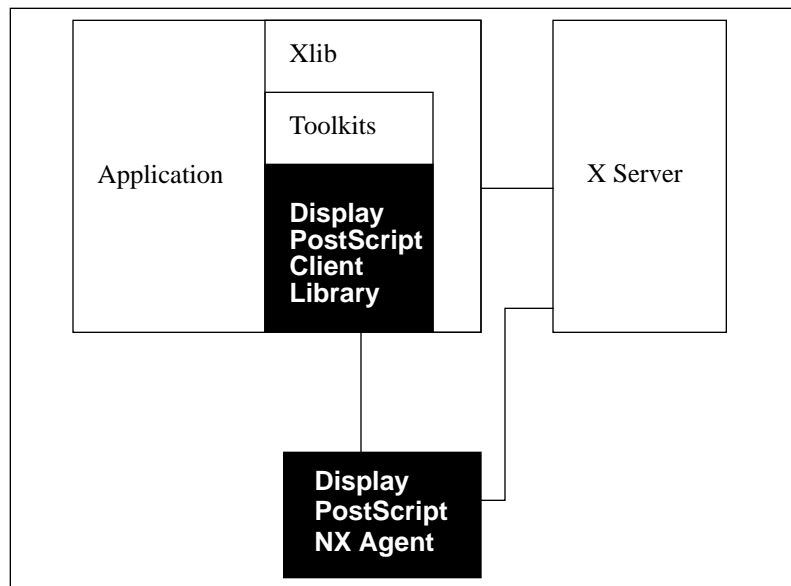 Xlib
Toolkits
Application
X Server
Display
PostScript
Client
Library
Display
PostScript
NX Agent